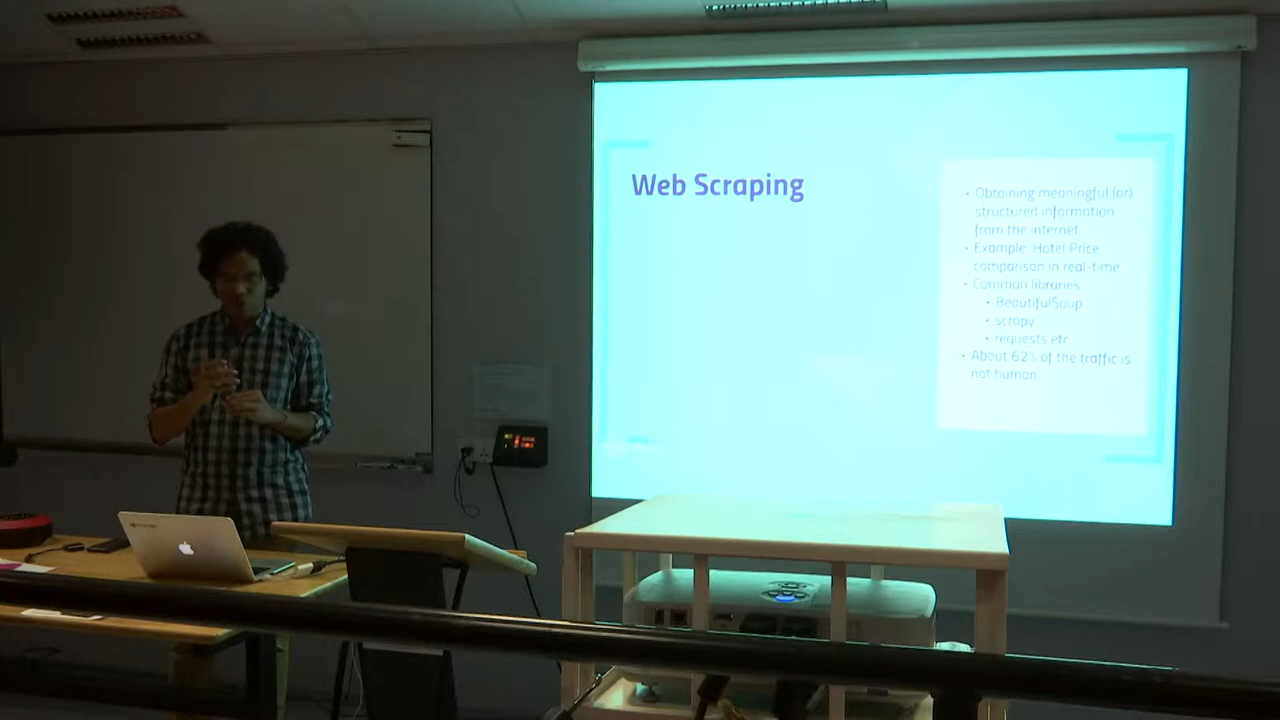 Web Scraping
• Obtaining meaningful (or)
structured information
from the internet
• Example: Hotel Price
comparison in real-time
• Common libraries
• BeautifulSoup
• scrapy
• requests etc
• About 62% of the traffic is
not human